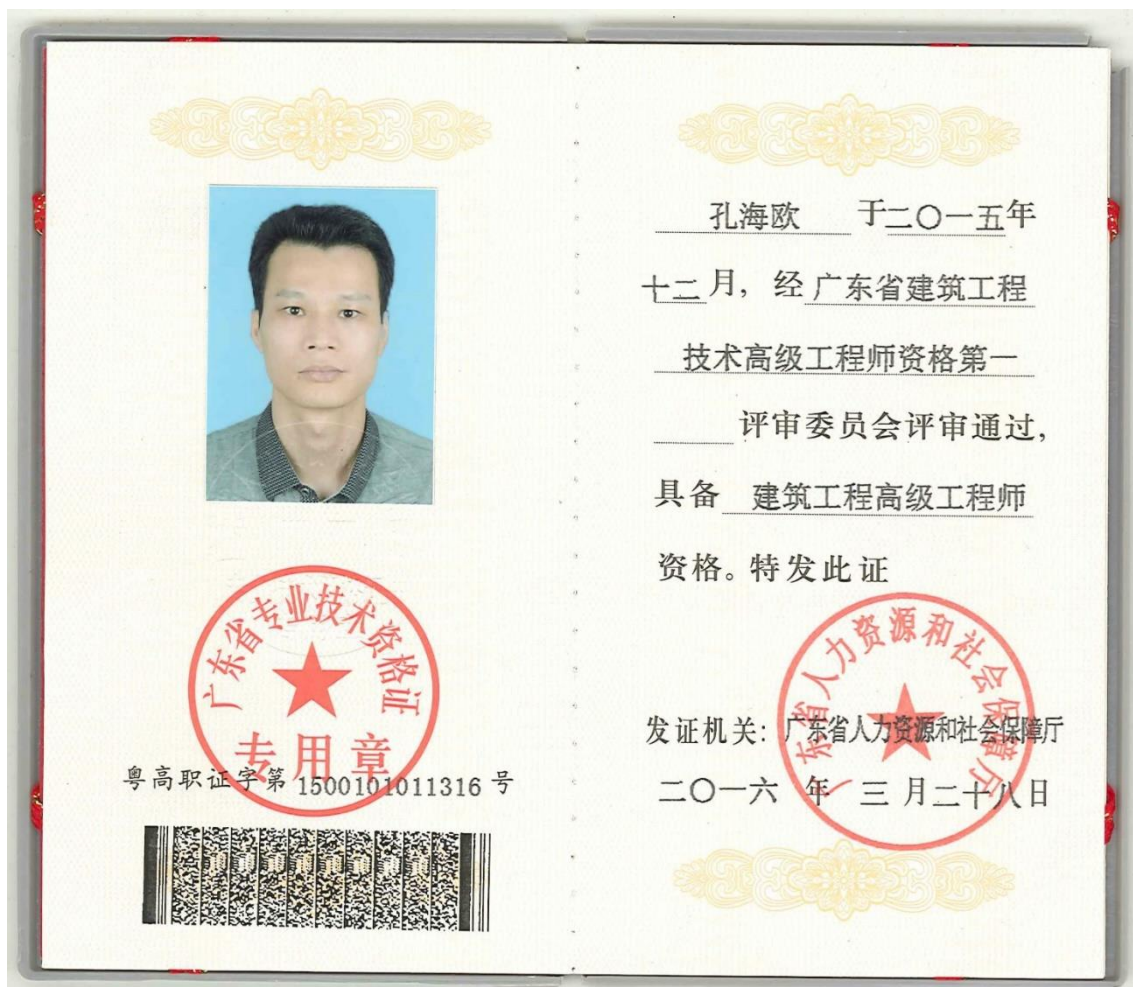 广东省专业技术资格证
专用章
粤高职证字第 1500101011316 号
孔海欧 于二〇一五年
十二月，经广东省建筑工程
技术高级工程师资格第一
评审委员会评审通过，
具备 建筑工程高级工程师
资格。特发此证
广东省人力资源和社会保障厅
发证机关：广东省人力资源和社会保障厅
二〇一六 年 三 月二十八日